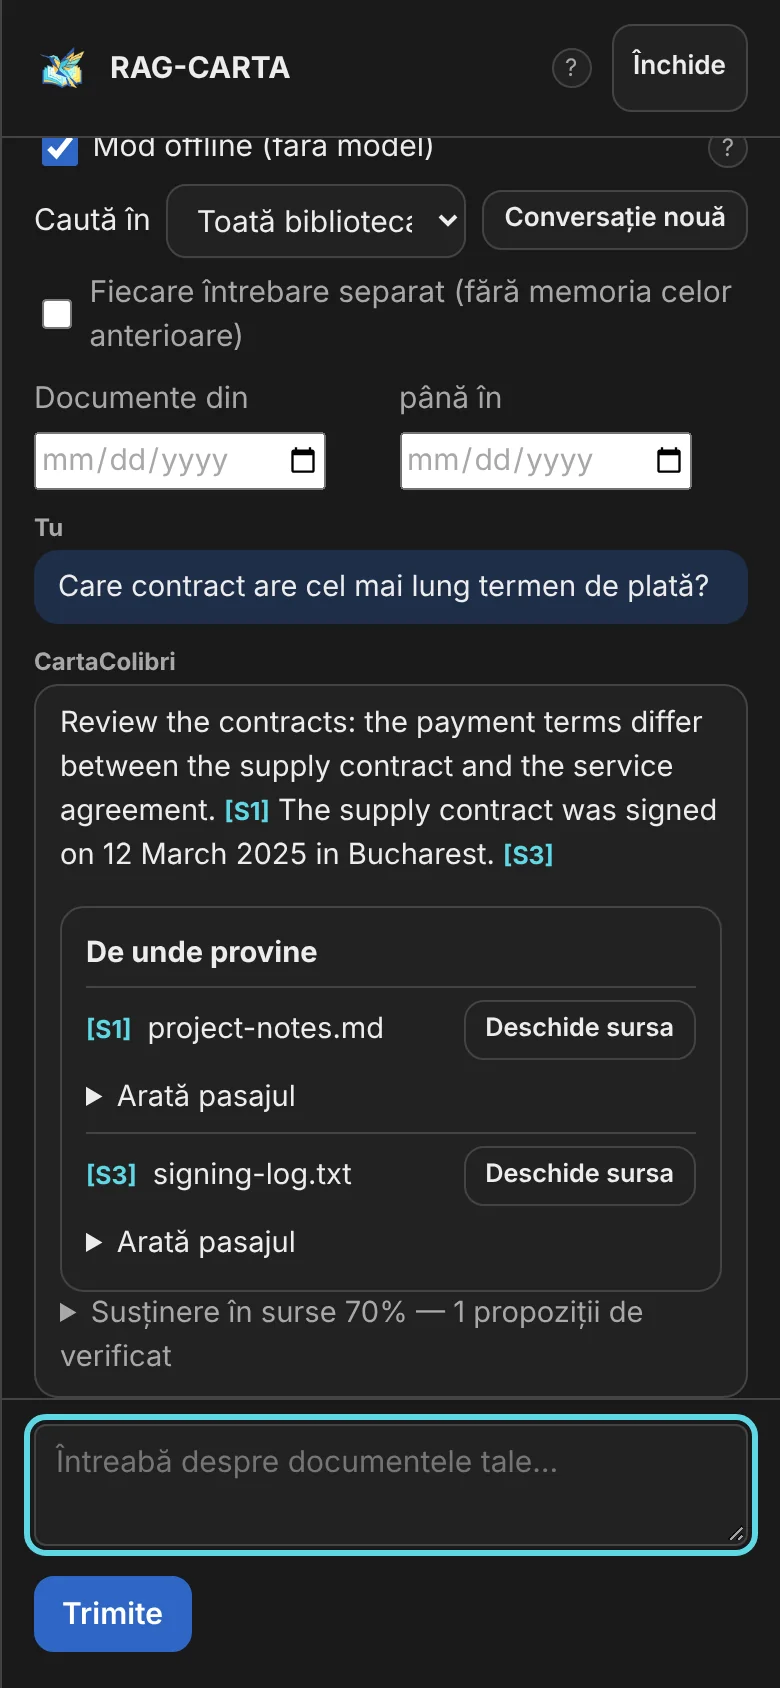 RAG-CARTA
?
Închide
Mod offline (fără model)
?
Caută în
Toată biblioteca
Conversație nouă
Fiecare întrebare separat (fără memoria celor
anterioare)
Documente din
până în
mm/dd/yyyy
mm/dd/yyyy
Tu
Care contract are cel mai lung termen de plată?
CartaColibri
Review the contracts: the payment terms differ
between the supply contract and the service
agreement. [S1] The supply contract was signed
on 12 March 2025 in Bucharest. [S3]
De unde provine
[S1] project-notes.md
Deschide sursa
▶ Arată pasajul
[S3] signing-log.txt
Deschide sursa
▶ Arată pasajul
▶ Susținere în surse 70% — 1 propoziții de
verificat
Întreabă despre documentele tale…
Trimite